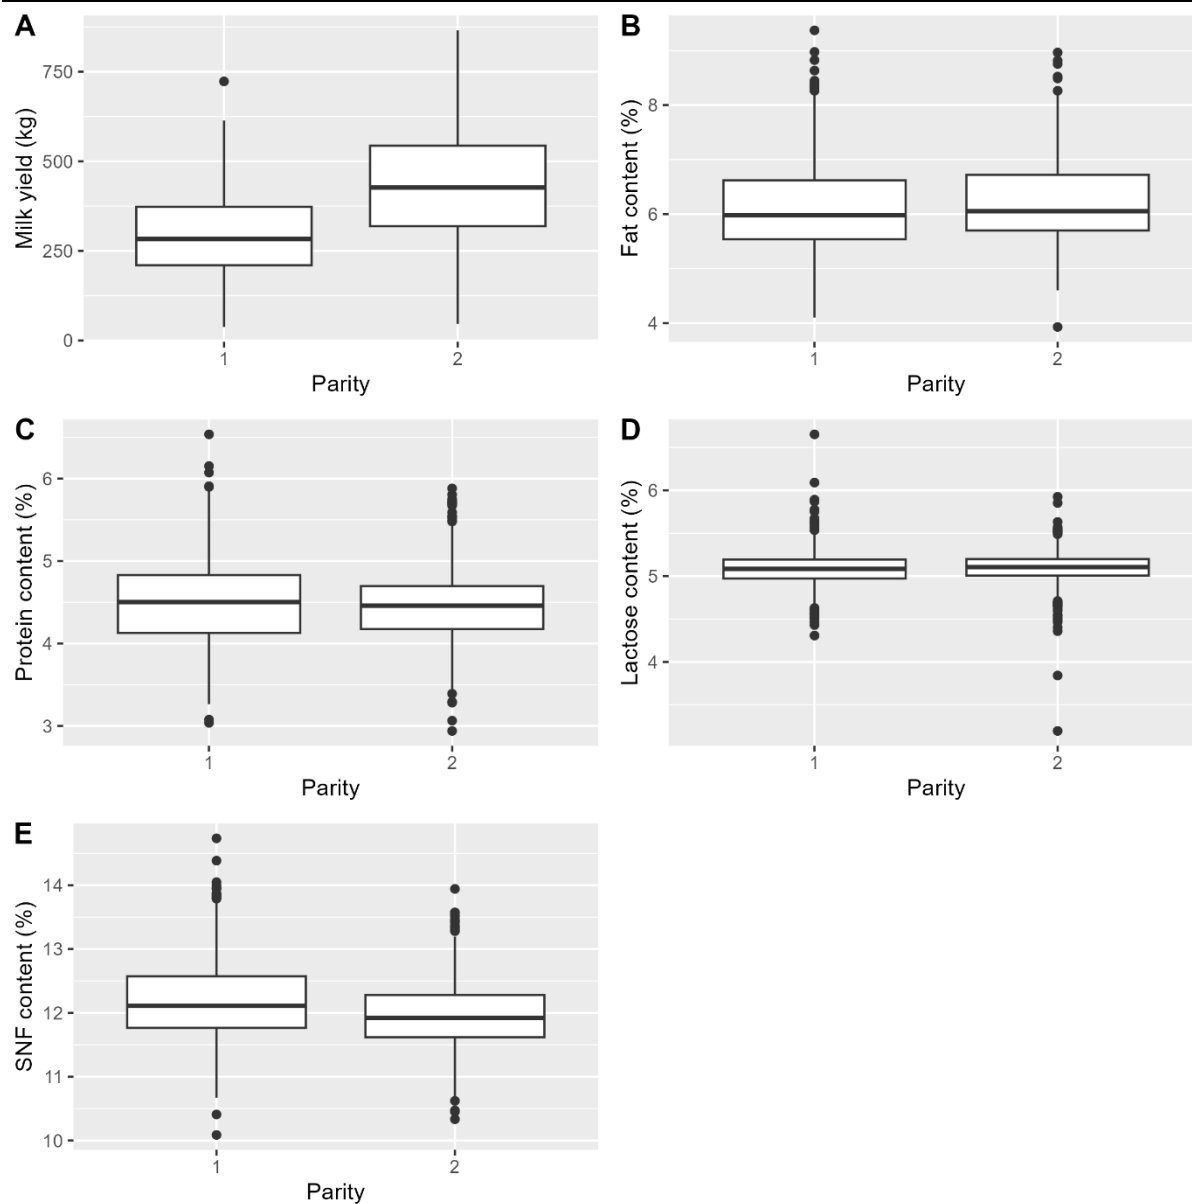 A
Milk yield (kg)
750
500
250
0
1
2
Parity
B
Fat content (%)
8
6
4
1
2
Parity
C
Protein content (%)
6
5
4
3
1
2
Parity
D
Lactose content (%)
6
5
4
1
2
Parity
E
SNF content (%)
14
13
12
11
10
1
2
Parity